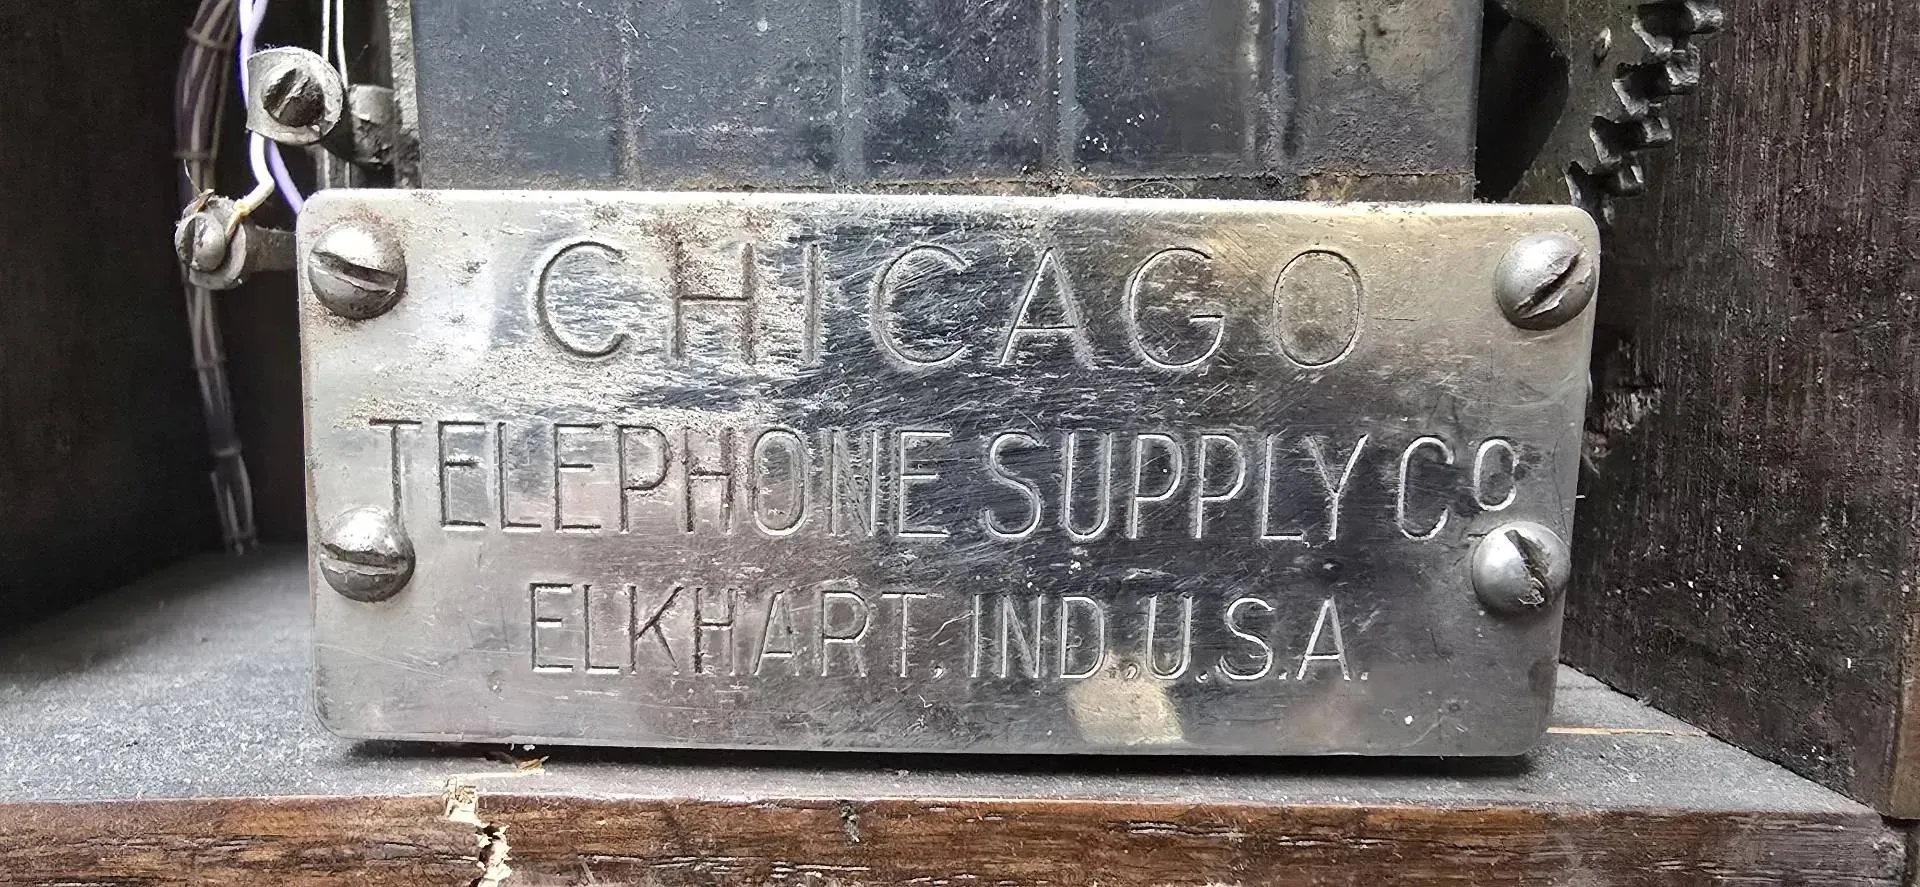 CHICAGO
TELEPHONE SUPPLY CO
ELKHART, IND., U.S.A.